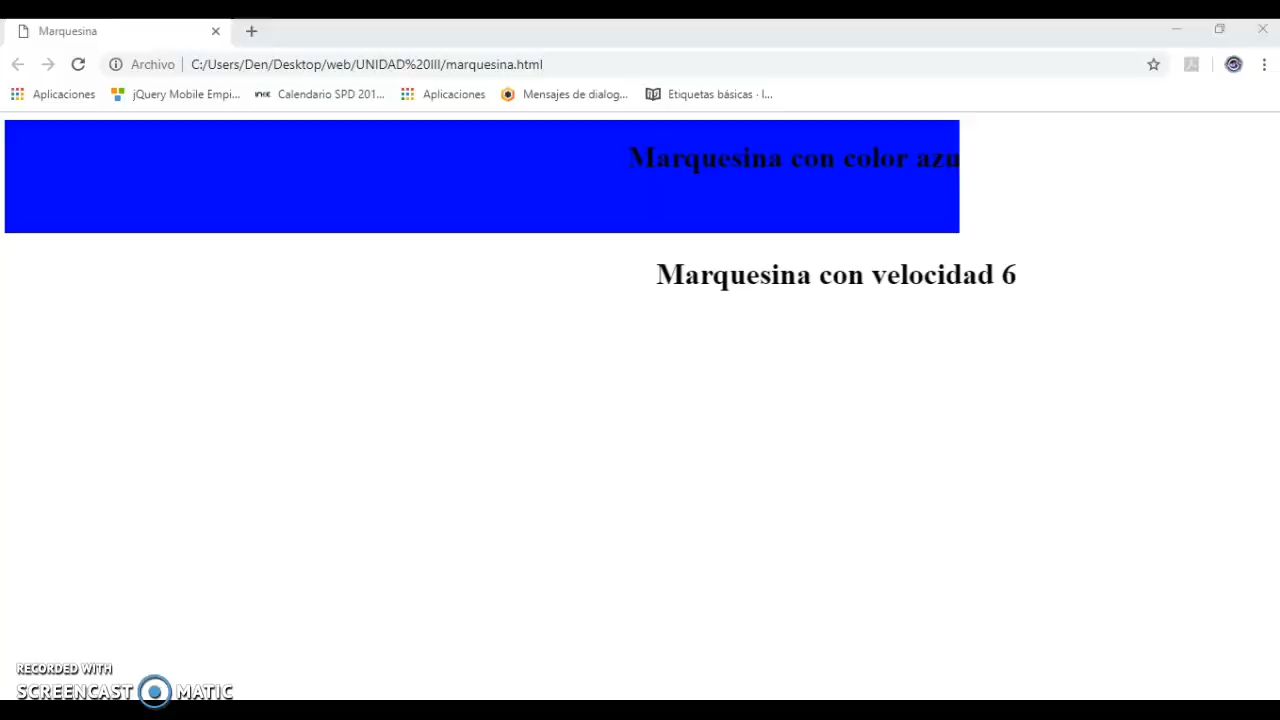 Marquesina
Archivo C:/Users/Den/Desktop/web/UNIDAD%20III/marquesina.html
Aplicaciones jQuery Mobile Empi... Calendario SPD 201... Aplicaciones Mensajes de dialog... Etiquetas básicas · I...
Marquesina con color azu
Marquesina con velocidad 6
RECORDED WITH
SCREENCAST MATIC